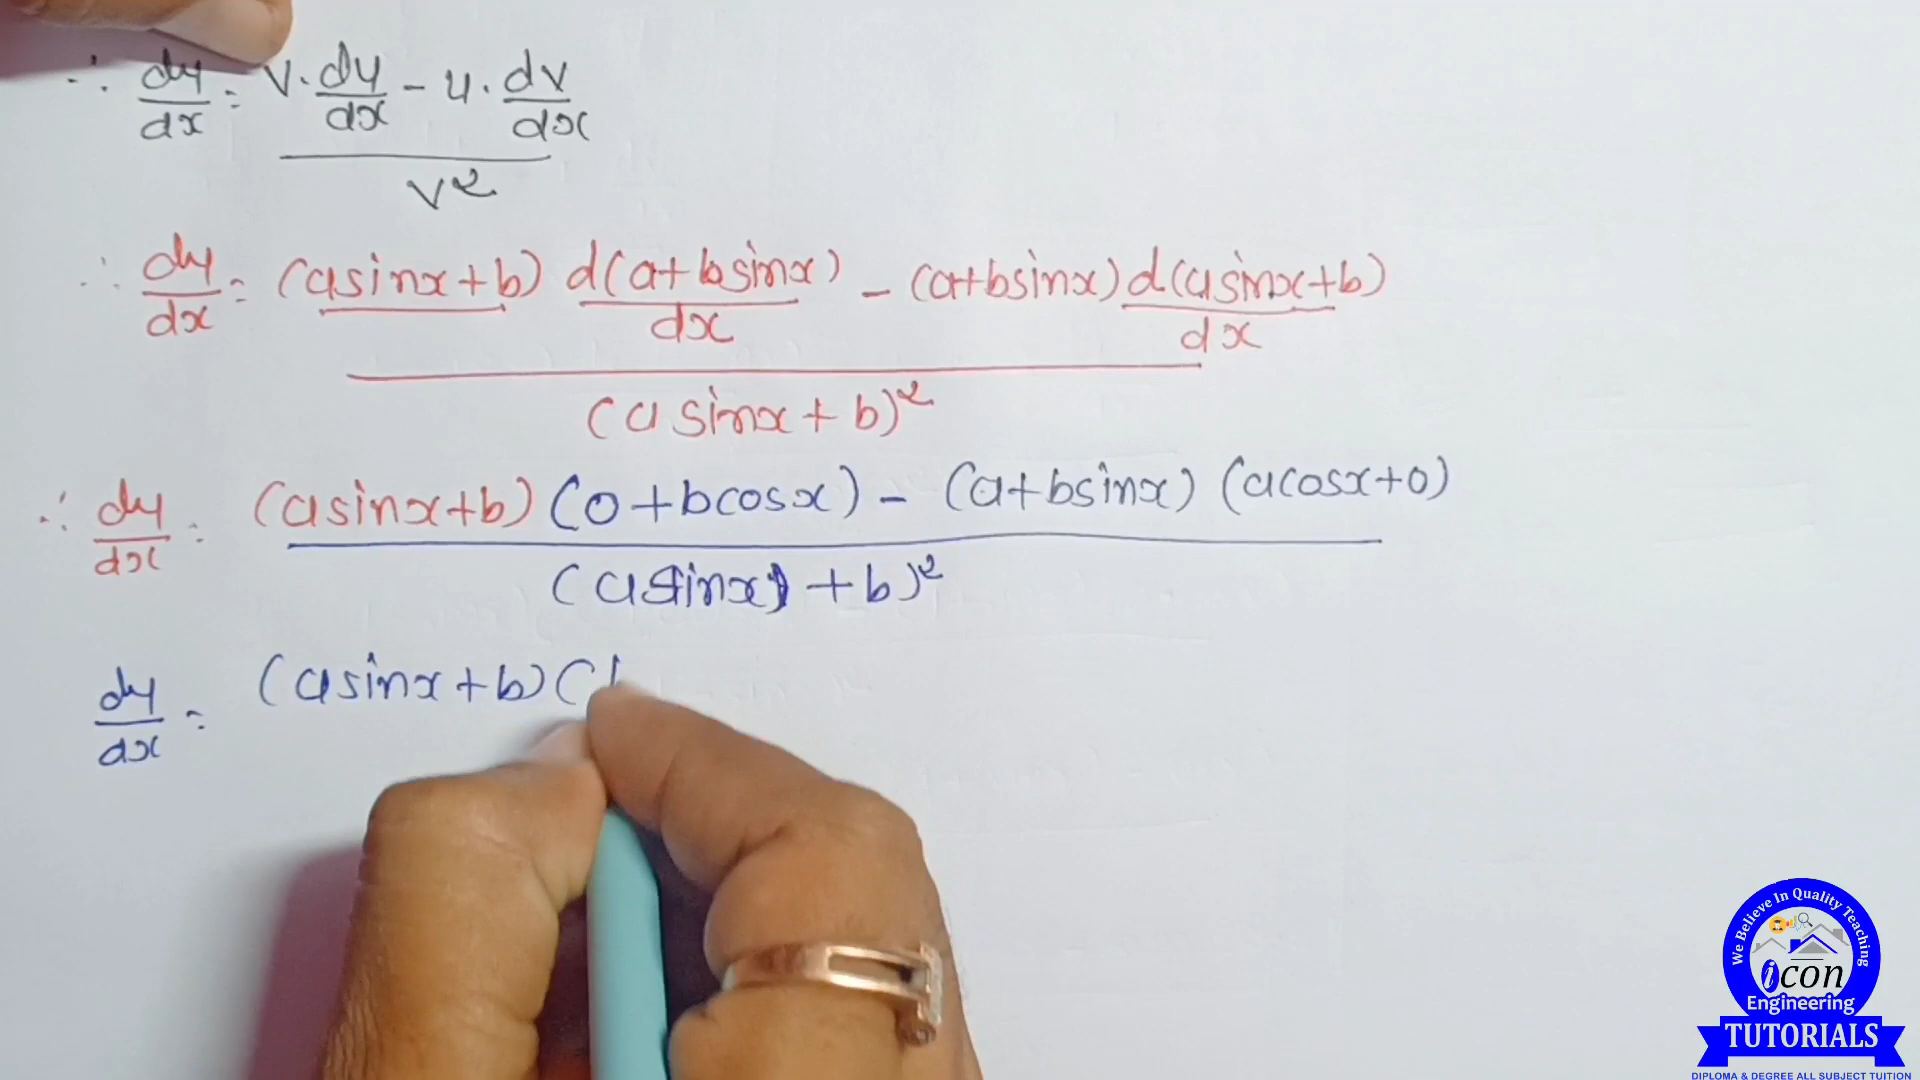 ∴ dy/dx = v · dy/dx − u · dv/dx
v²
∴ dy/dx = (asinx+b) d(a+bsinx)/dx − (a+bsinx) d(asinx+b)/dx
(asinx+b)²
∴ dy/dx = (asinx+b) (0+bcosx) − (a+bsinx) (acosx+0)
(asinx) + b)²
dy/dx = (asinx+b) (
We Believe In Quality Teaching
icon
Engineering
TUTORIALS
DIPLOMA & DEGREE ALL SUBJECT TUITION